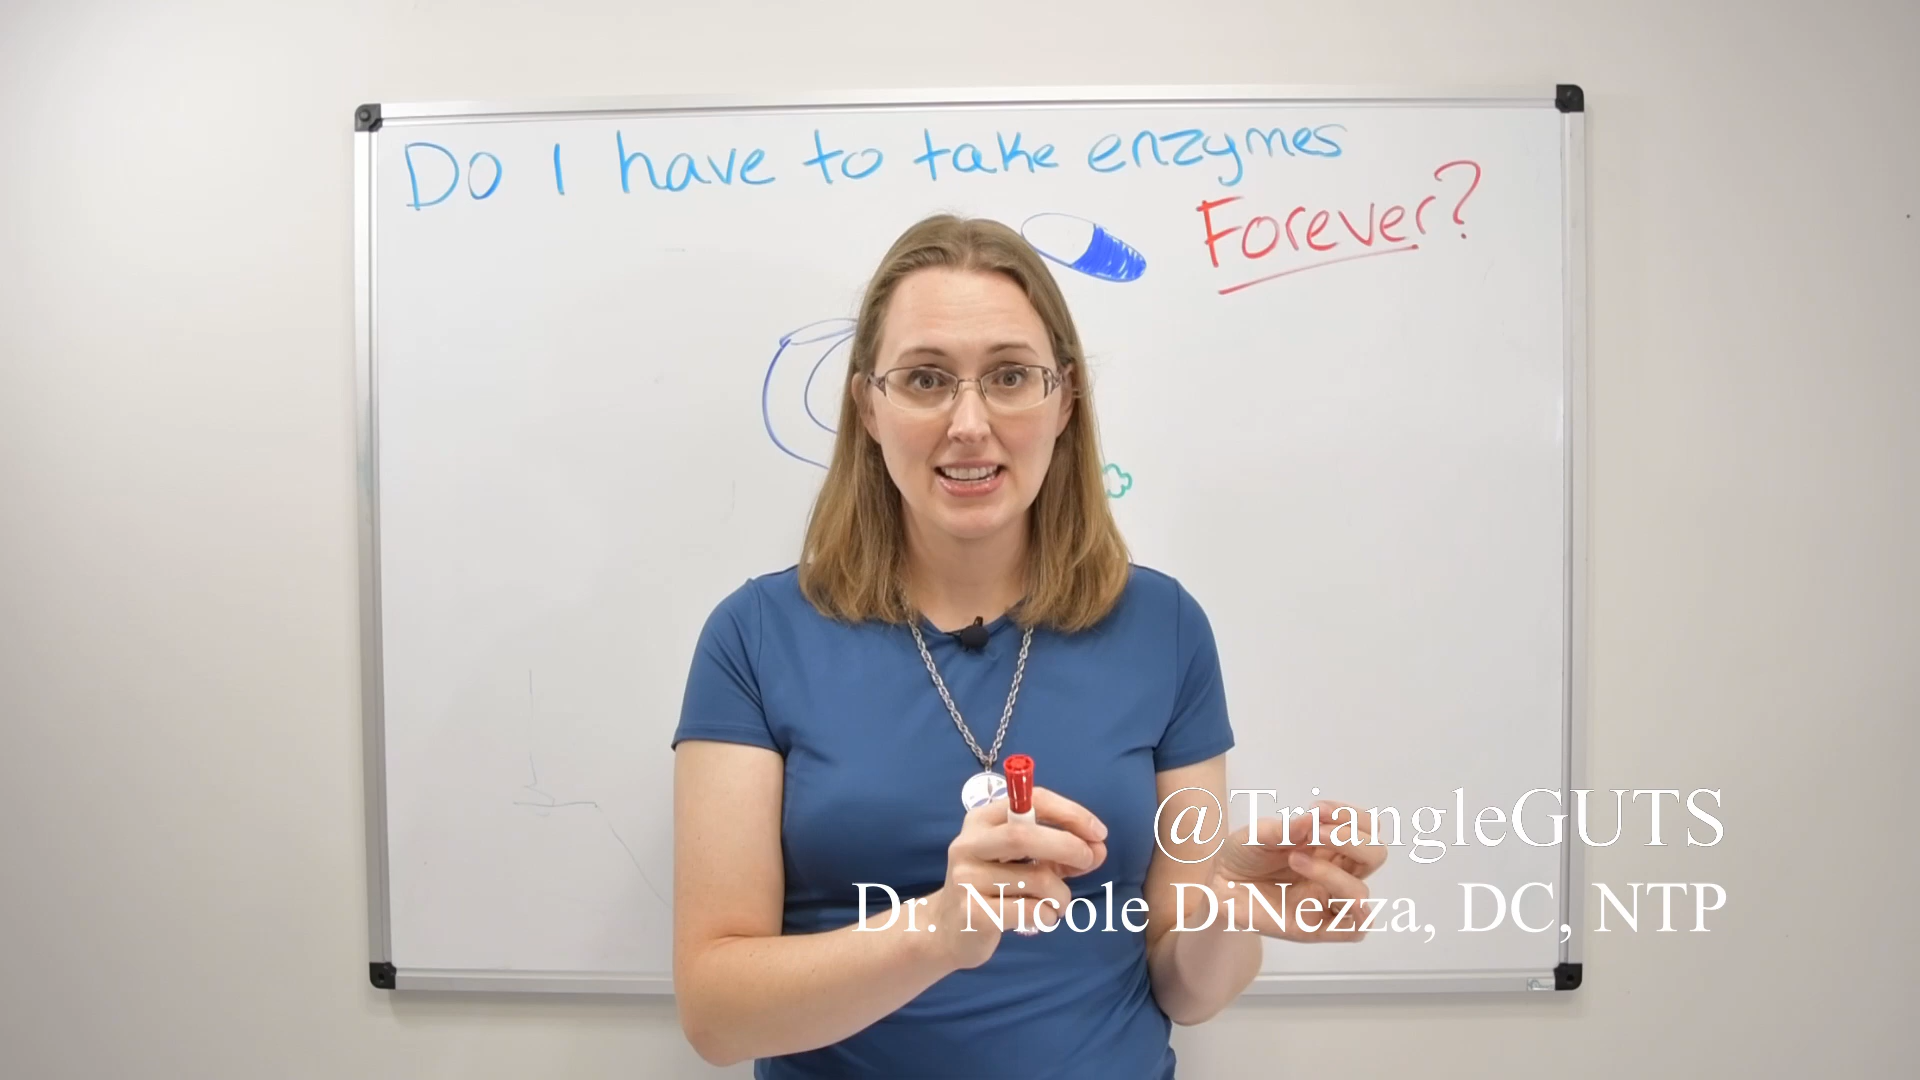 Do I have to take enzymes
Forever?
@TriangleGUTS
Dr. Nicole DiNezza, DC, NTP